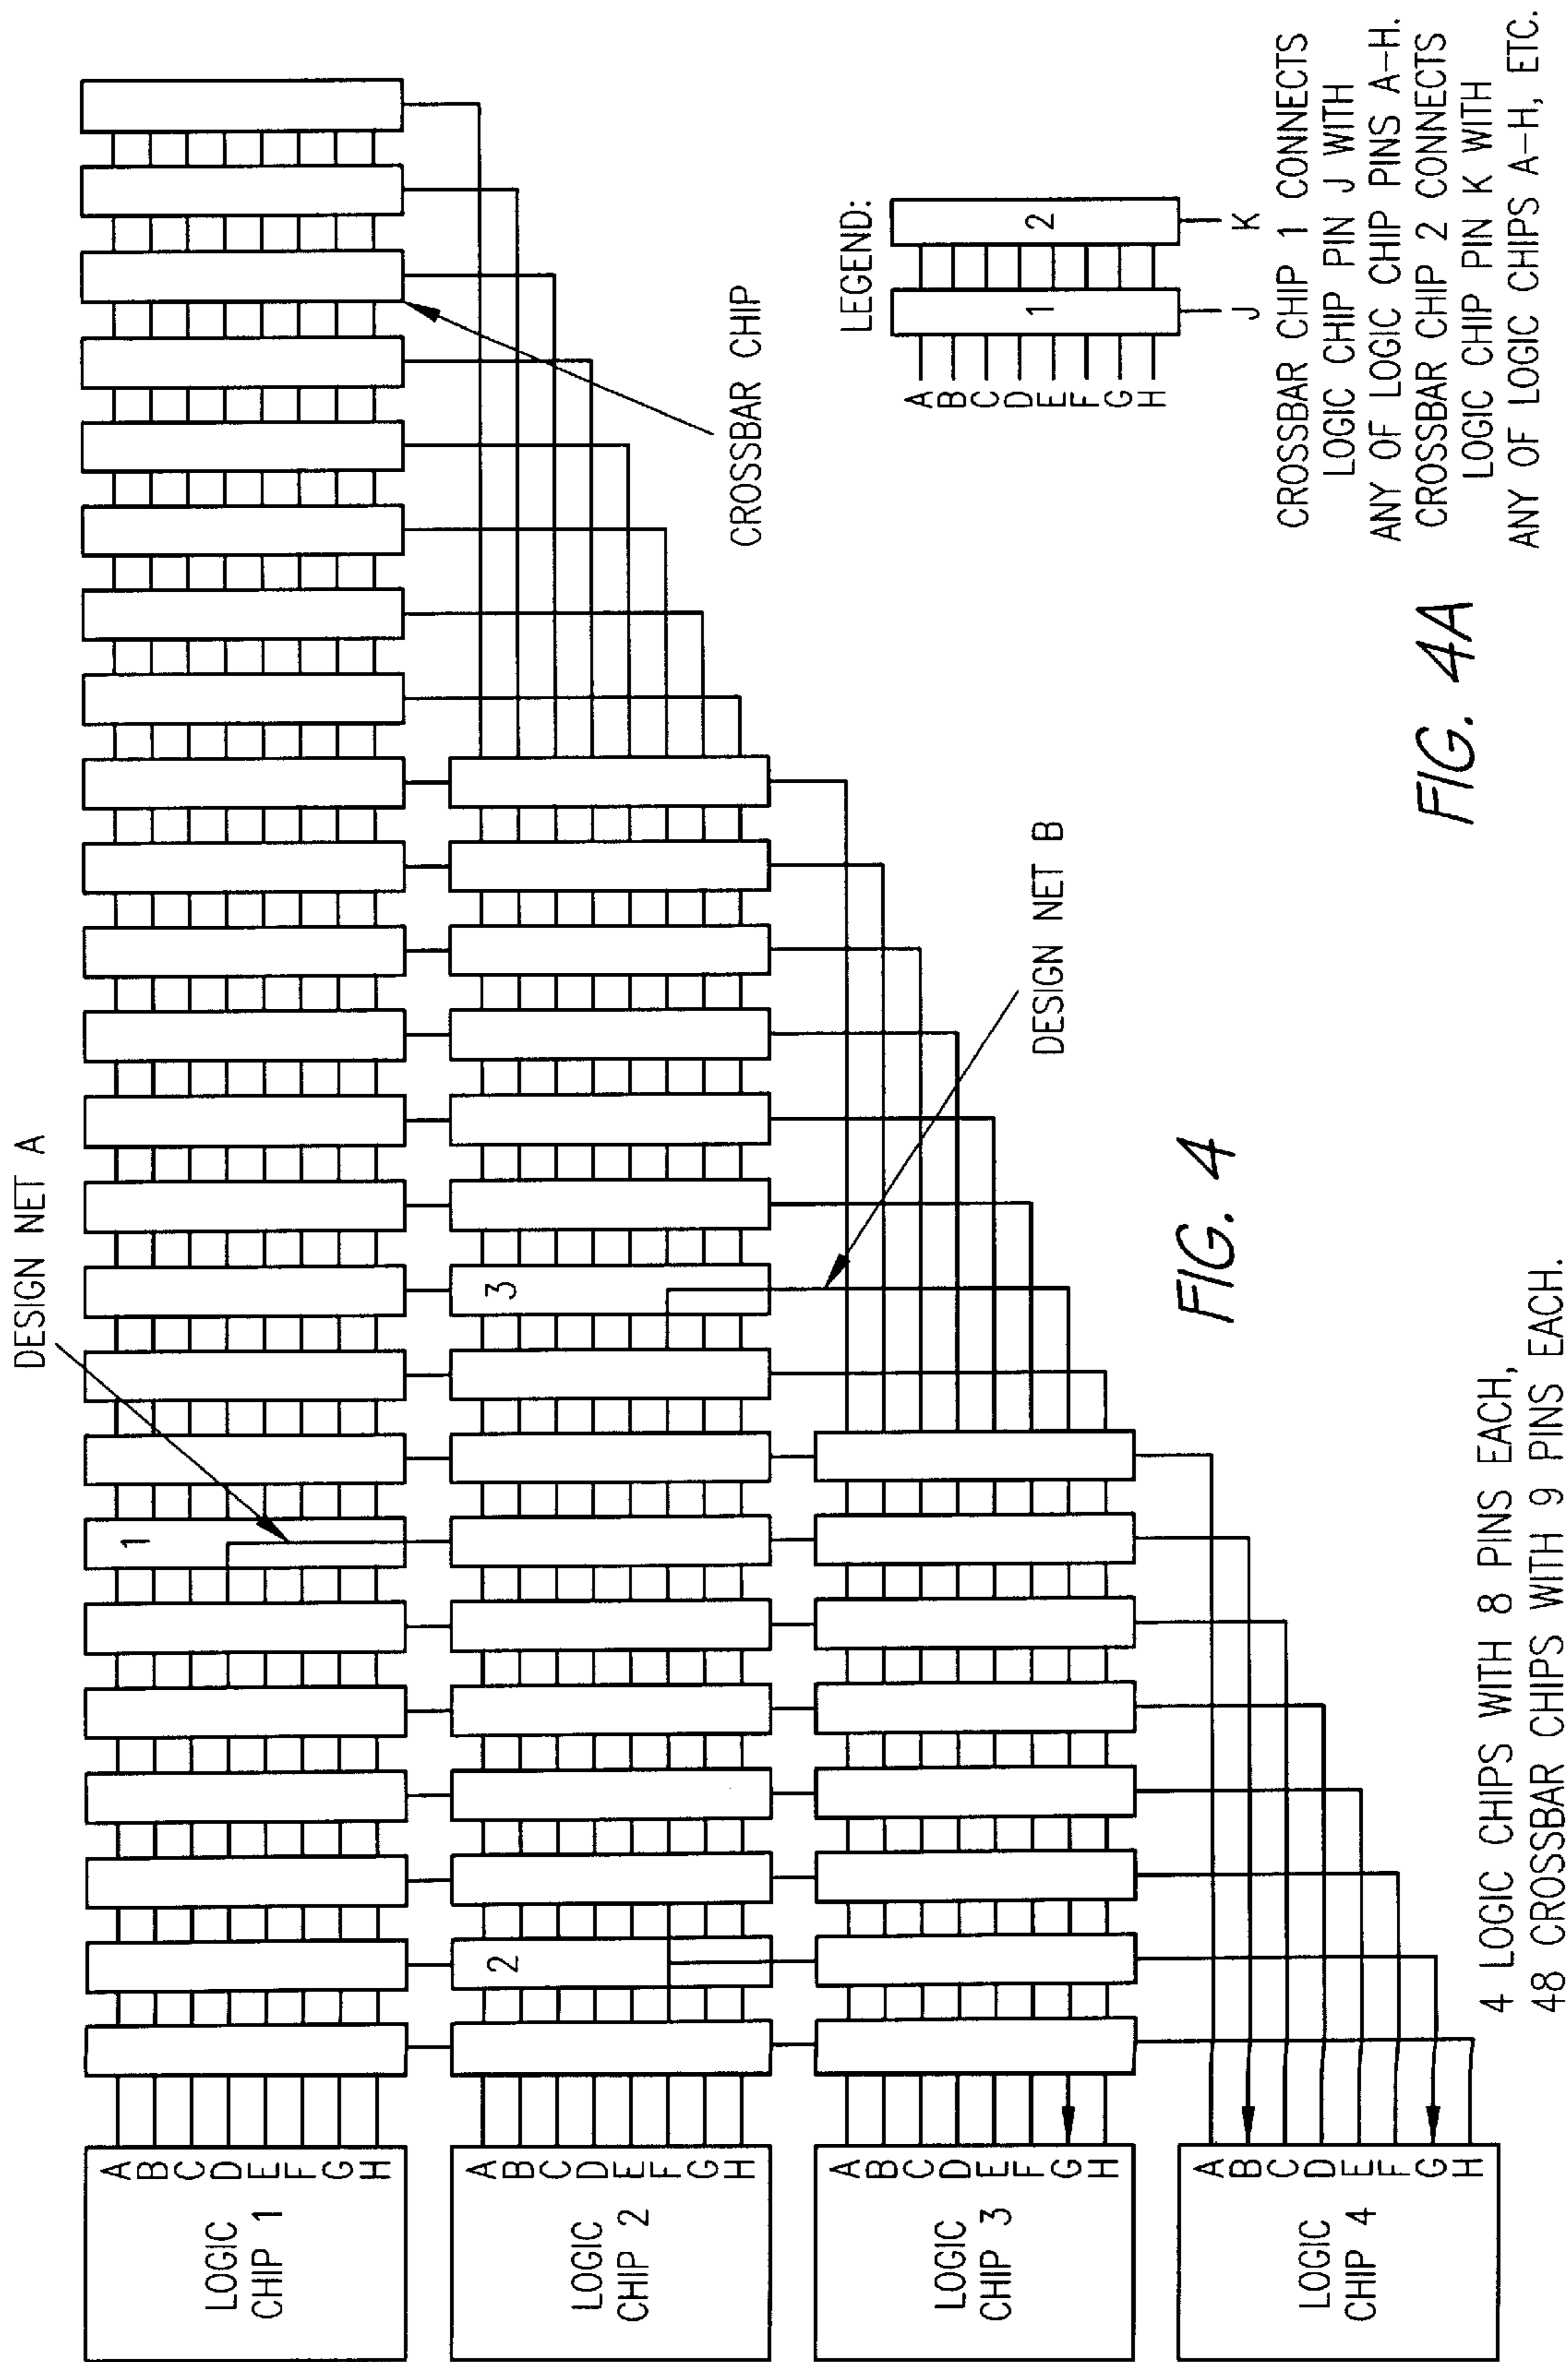 DESIGN NET A
LOGIC
CHIP 1
A
B
C
D
E
F
G
H
1
LOGIC
CHIP 2
A
B
C
D
E
F
G
H
2
3
CROSSBAR CHIP
LOGIC
CHIP 3
A
B
C
D
E
F
G
H
DESIGN NET B
LOGIC
CHIP 4
A
B
C
D
E
F
G
H
FIG. 4
4 LOGIC CHIPS WITH 8 PINS EACH,
48 CROSSBAR CHIPS WITH 9 PINS EACH.
LEGEND:
A
B
C
D
E
F
G
H
1
2
J
K
CROSSBAR CHIP 1 CONNECTS
LOGIC CHIP PIN J WITH
ANY OF LOGIC CHIP PINS A-H.
CROSSBAR CHIP 2 CONNECTS
LOGIC CHIP PIN K WITH
ANY OF LOGIC CHIPS A-H, ETC.
FIG. 4A